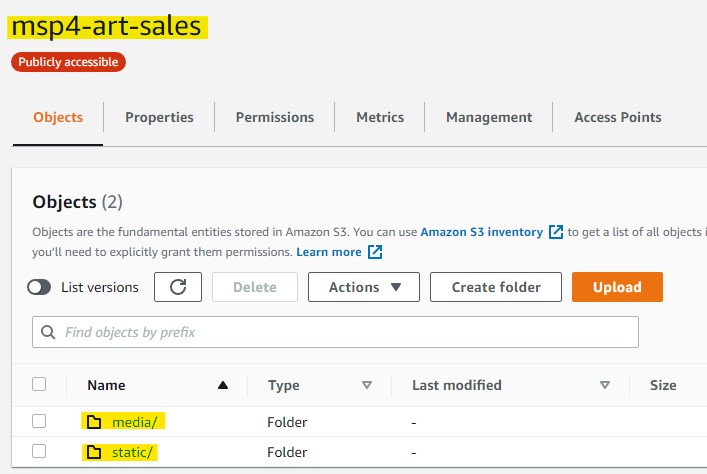 msp4-art-sales
Publicly accessible
Objects Properties Permissions Metrics Management Access Points
Objects (2)
Objects are the fundamental entities stored in Amazon S3. You can use Amazon S3 inventory to get a list of all objects i
you'll need to explicitly grant them permissions. Learn more
List versions Delete Actions Create folder Upload
Find objects by prefix
Name Type Last modified Size
media/ Folder -
static/ Folder -